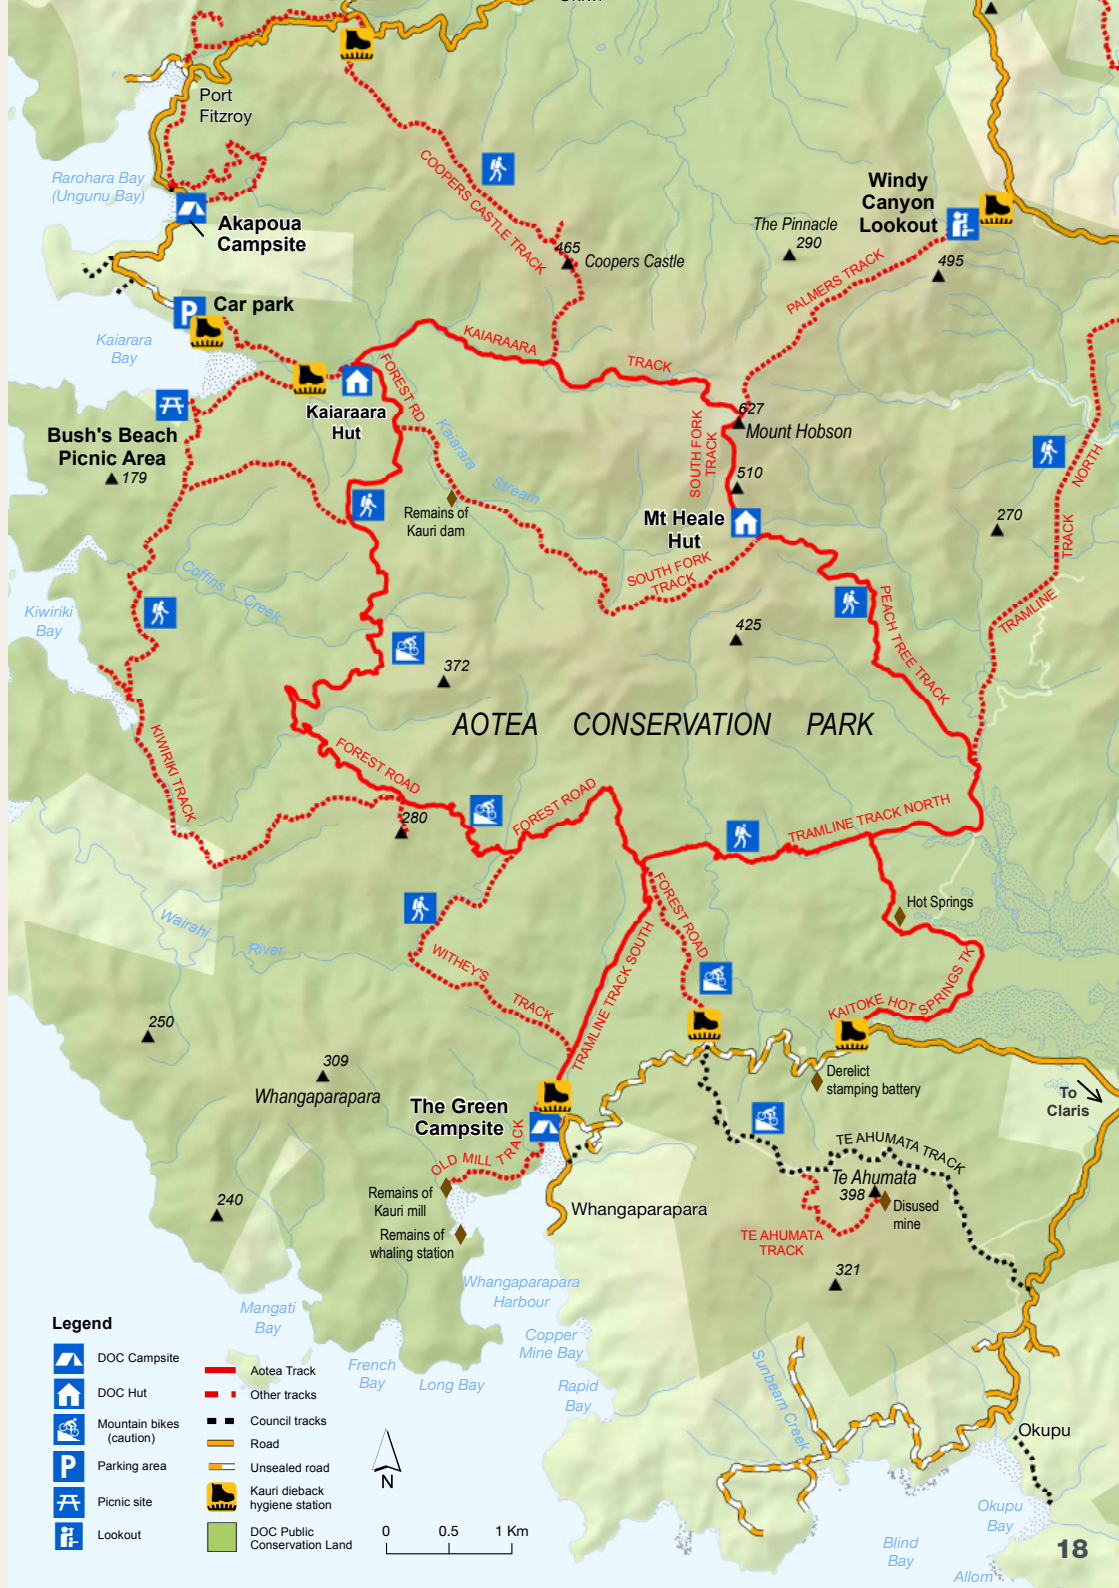 Port
Fitzroy
Rarohara Bay
(Ungunu Bay)
Akapoua
Campsite
COOPERS CASTLE TRACK
465
Coopers Castle
The Pinnacle
290
Windy
Canyon
Lookout
495
PALMERS TRACK
P
Car park
Kaiarara
Bay
KAIARAARA
TRACK
FOREST RD
Kaiaraara
Hut
Bush's Beach
Picnic Area
179
Kaiarara
Stream
627
Mount Hobson
SOUTH FORK
TRACK
510
Mt Heale
Hut
Remains of
Kauri dam
SOUTH FORK
TRACK
270
NORTH
TRACK
TRAMLINE
Coffins
Creek
Kiwiriki
Bay
425
PEACH TREE TRACK
372
AOTEA CONSERVATION PARK
KIWIRIKI TRACK
FOREST ROAD
280
FOREST ROAD
TRAMLINE TRACK NORTH
Hot Springs
FOREST ROAD
Wairahi
River
WITHEY'S
TRACK
TRAMLINE TRACK SOUTH
KAITOKE HOT SPRINGS TK
250
309
Whangaparapara
Derelict
stamping battery
To
Claris
The Green
Campsite
OLD MILL TRACK
TE AHUMATA TRACK
Te Ahumata
398
Disused
mine
TE AHUMATA
TRACK
240
Remains of
Kauri mill
Remains of
whaling station
Whangaparapara
321
Whangaparapara
Harbour
Mangati
Bay
Copper
Mine Bay
French
Bay
Long Bay
Rapid
Bay
Sunbeam Creek
Okupu
Okupu
Bay
Blind
Bay
Allom
Legend
DOC Campsite
DOC Hut
Mountain bikes
(caution)
P
Parking area
Picnic site
Lookout
Aotea Track
Other tracks
Council tracks
Road
Unsealed road
Kauri dieback
hygiene station
DOC Public
Conservation Land
N
0 0.5 1 Km
18